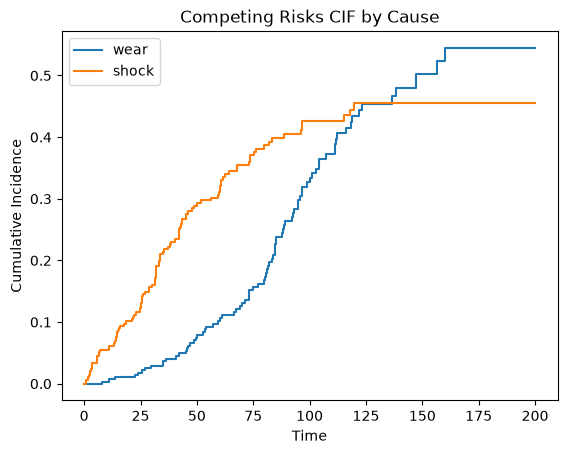 Competing Risks CIF by Cause
wear
shock
Cumulative Incidence
0.5
0.4
0.3
0.2
0.1
0.0
0 25 50 75 100 125 150 175 200
Time